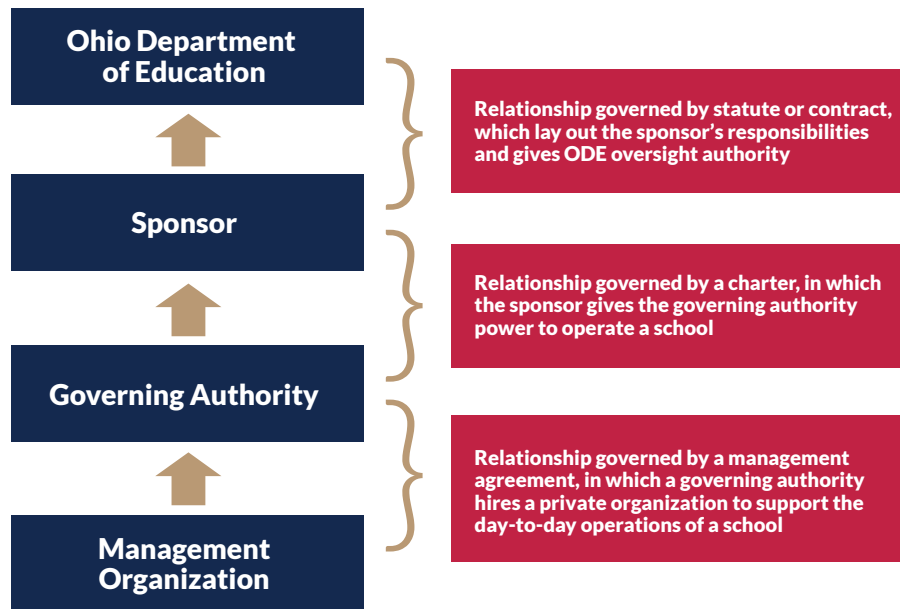 Ohio Department
of Education
Relationship governed by statute or contract,
which lay out the sponsor's responsibilities
and gives ODE oversight authority
Sponsor
Relationship governed by a charter, in which
the sponsor gives the governing authority
power to operate a school
Governing Authority
Relationship governed by a management
agreement, in which a governing authority
hires a private organization to support the
day-to-day operations of a school
Management
Organization